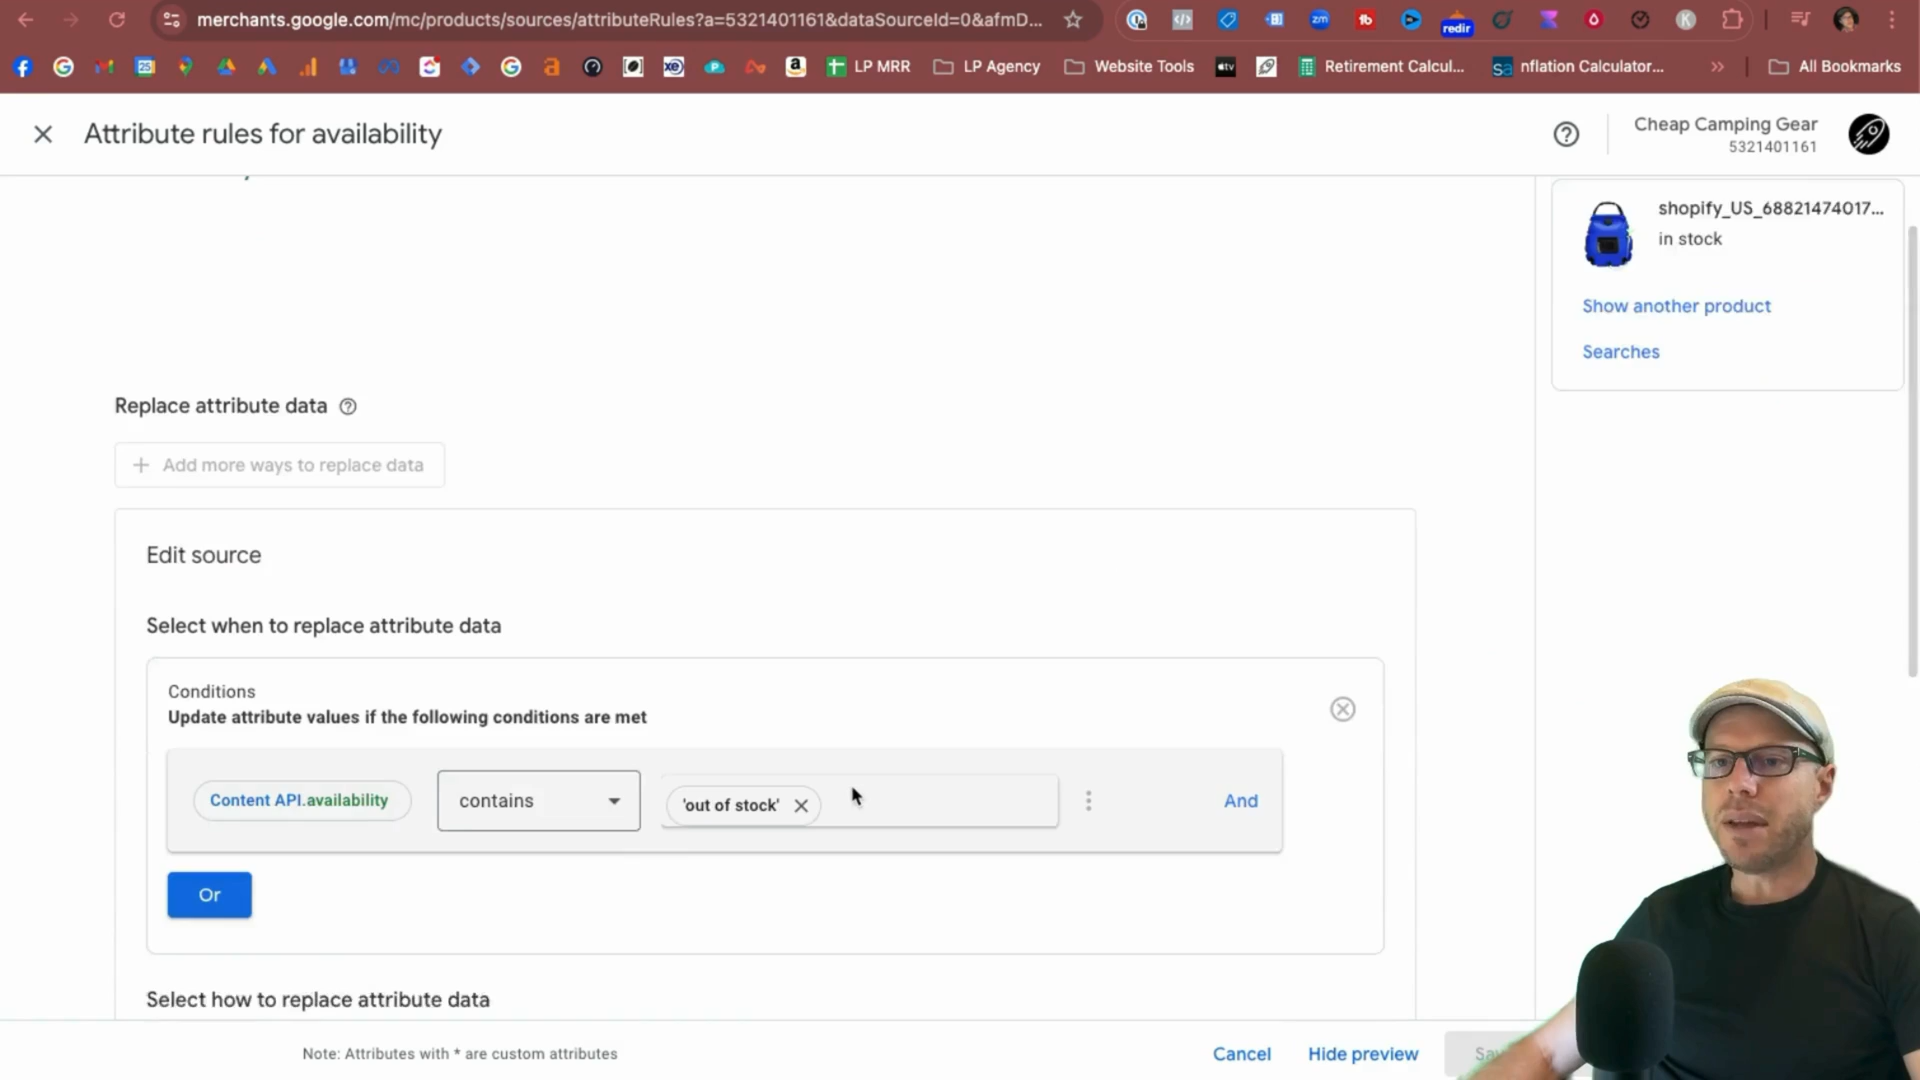 merchants.google.com/mc/products/sources/attributeRules?a=5321401161&dataSourceId=0&afmD...
redir
LP MRR
LP Agency
Website Tools
Retirement Calcul...
nflation Calculator...
All Bookmarks
Attribute rules for availability
Cheap Camping Gear
5321401161
shopify_US_68821474017...
in stock
Show another product
Searches
Replace attribute data
Add more ways to replace data
Edit source
Select when to replace attribute data
Conditions
Update attribute values if the following conditions are met
Content API.availability
contains
'out of stock'
And
Or
Select how to replace attribute data
Note: Attributes with * are custom attributes
Cancel
Hide preview